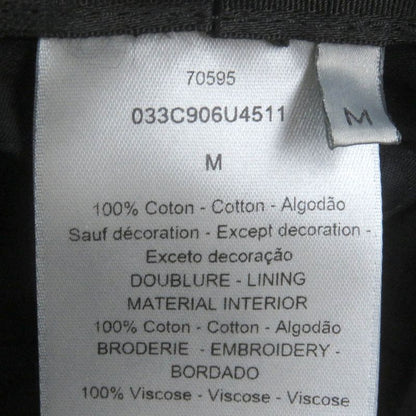 70595
033C906U4511
M
M
100% Coton - Cotton - Algodão
Sauf décoration - Except decoration -
Exceto decoração
DOUBLURE - LINING
MATERIAL INTERIOR
100% Coton - Cotton - Algodão
BRODERIE - EMBROIDERY -
BORDADO
100% Viscose - Viscose - Viscose